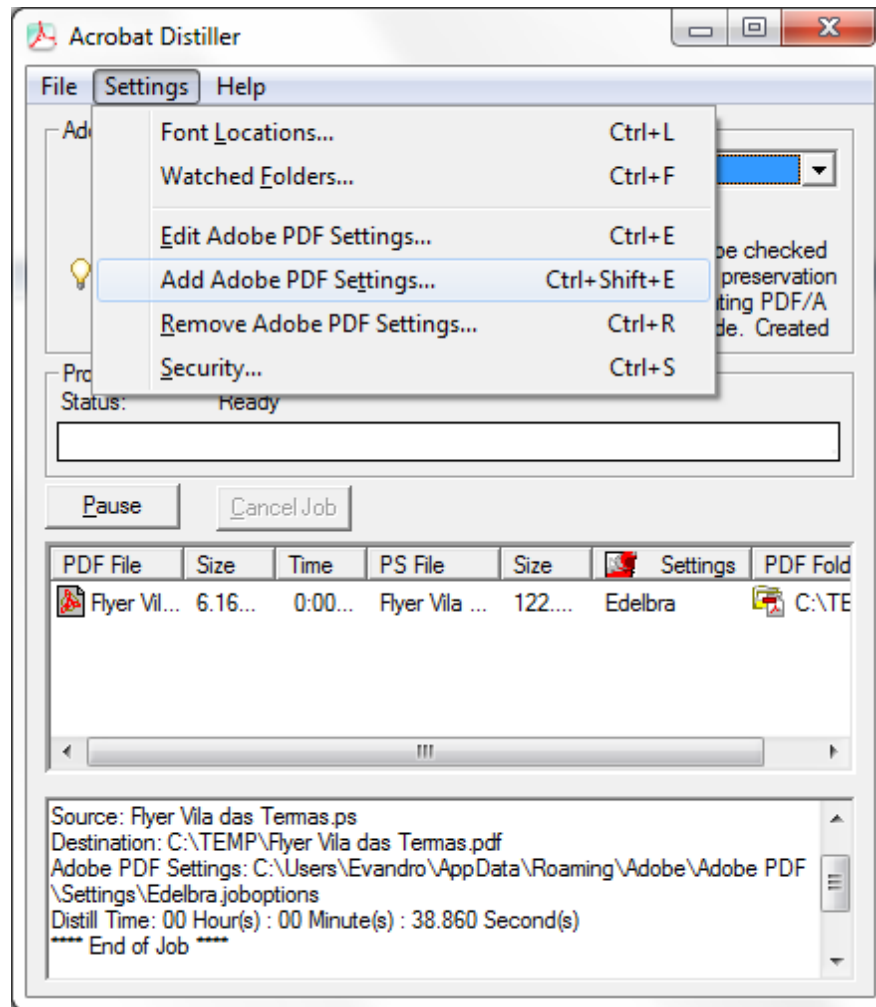 Acrobat Distiller
File Settings Help
Font Locations... Ctrl+L
Watched Folders... Ctrl+F
Edit Adobe PDF Settings... Ctrl+E
Add Adobe PDF Settings... Ctrl+Shift+E
Remove Adobe PDF Settings... Ctrl+R
Security... Ctrl+S
be checked
preservation
PDF/A
Created
Status: Ready
Pause Cancel Job
PDF File Size Time PS File Size Settings PDF Fold
Flyer Vil... 6.16... 0:00... Flyer Vila ... 122.... Edelbra C:\TE
Source: Flyer Vila das Termas.ps
Destination: C:\TEMP\Flyer Vila das Termas.pdf
Adobe PDF Settings: C:\Users\Evandro\AppData\Roaming\Adobe\Adobe PDF
\Settings\Edelbra.joboptions
Distill Time: 00 Hour(s) : 00 Minute(s) : 38.860 Second(s)
**** End of Job ****